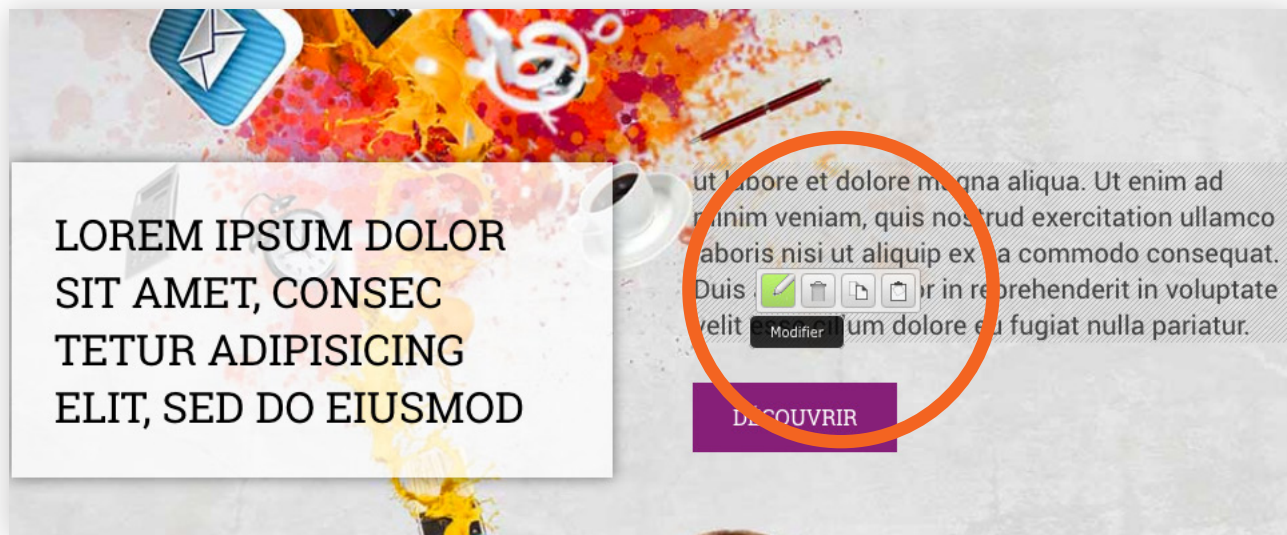 LOREM IPSUM DOLOR
SIT AMET, CONSEC
TETUR ADIPISICING
ELIT, SED DO EIUSMOD
ut labore et dolore magna aliqua. Ut enim ad
minim veniam, quis nostrud exercitation ullamco
laboris nisi ut aliquip ex ea commodo consequat.
Duis in reprehenderit in voluptate
velit esse cillum dolore eu fugiat nulla pariatur.
Modifier
DÉCOUVRIR